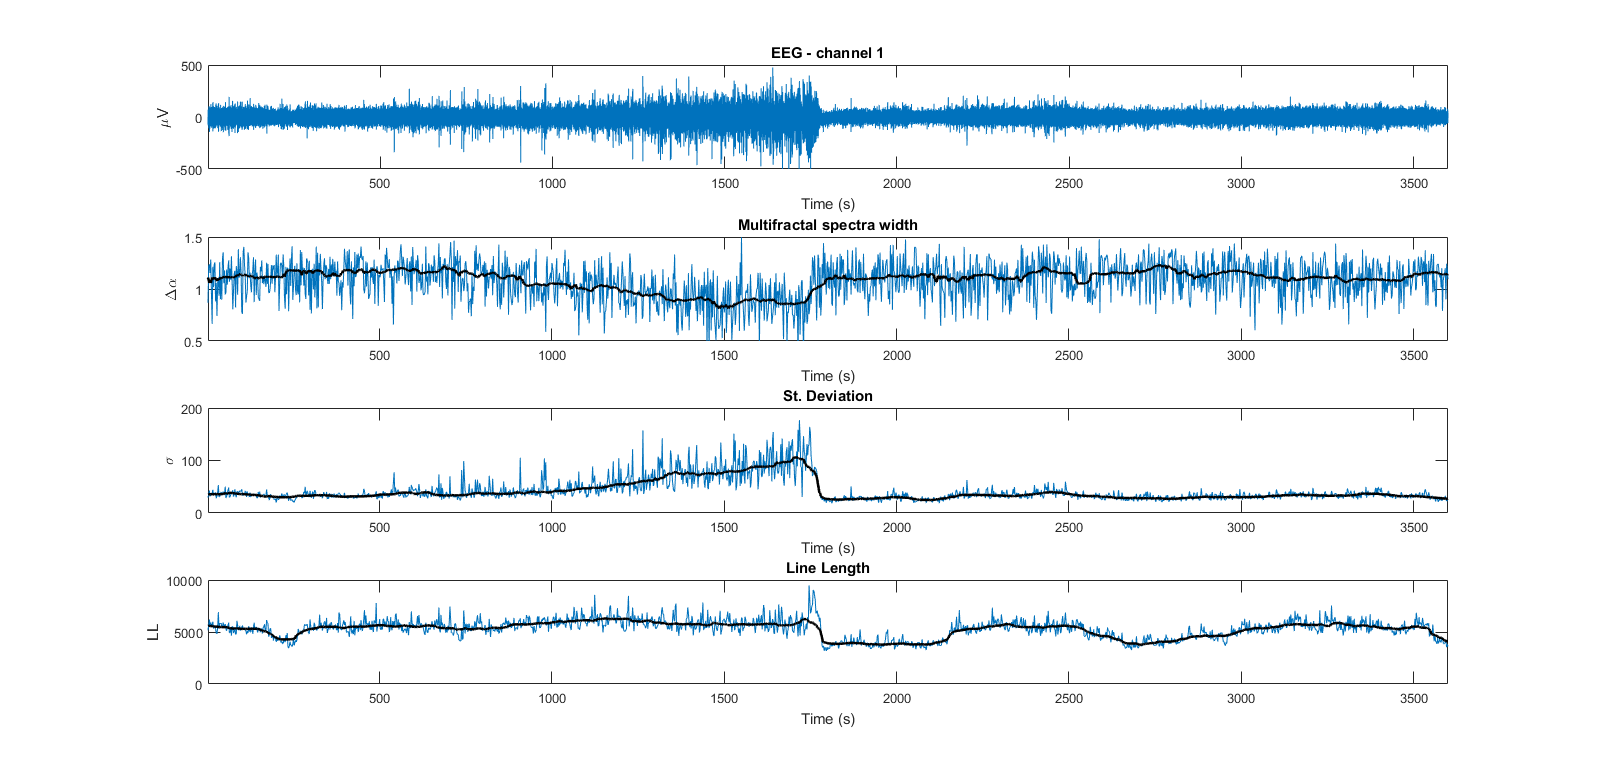 EEG - channel 1
500
0
-500
μV
500 1000 1500 2000 2500 3000 3500
Time (s)
Multifractal spectra width
1.5
1
0.5
Δα
500 1000 1500 2000 2500 3000 3500
Time (s)
St. Deviation
200
100
0
σ
500 1000 1500 2000 2500 3000 3500
Time (s)
Line Length
10000
5000
0
LL
500 1000 1500 2000 2500 3000 3500
Time (s)